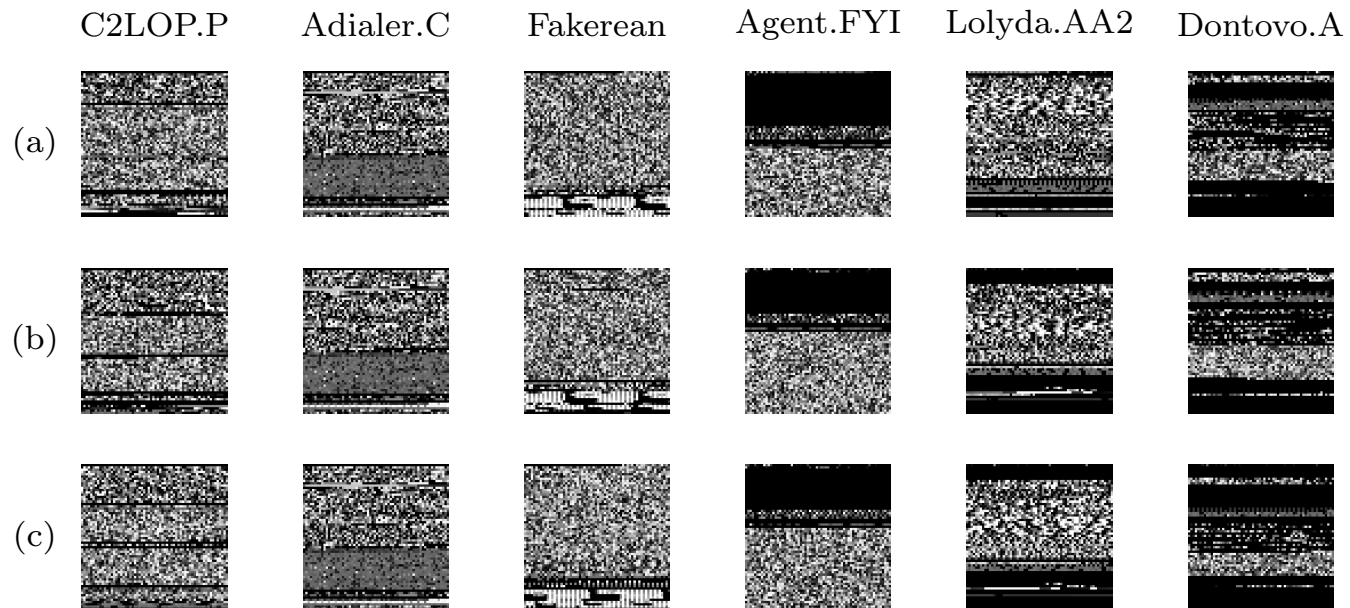 C2LOP.P Adialer.C Fakerean Agent.FYI Lolyda.AA2 Dontovo.A
(a)
(b)
(c)